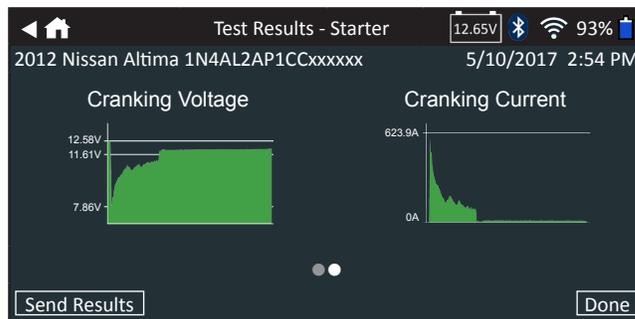 Test Results - Starter 12.65V 93%
2012 Nissan Altima 1N4AL2AP1CCxxxxxx 5/10/2017 2:54 PM
Cranking Voltage Cranking Current
12.58V
11.61V
7.86V
623.9A
0A
Send Results Done